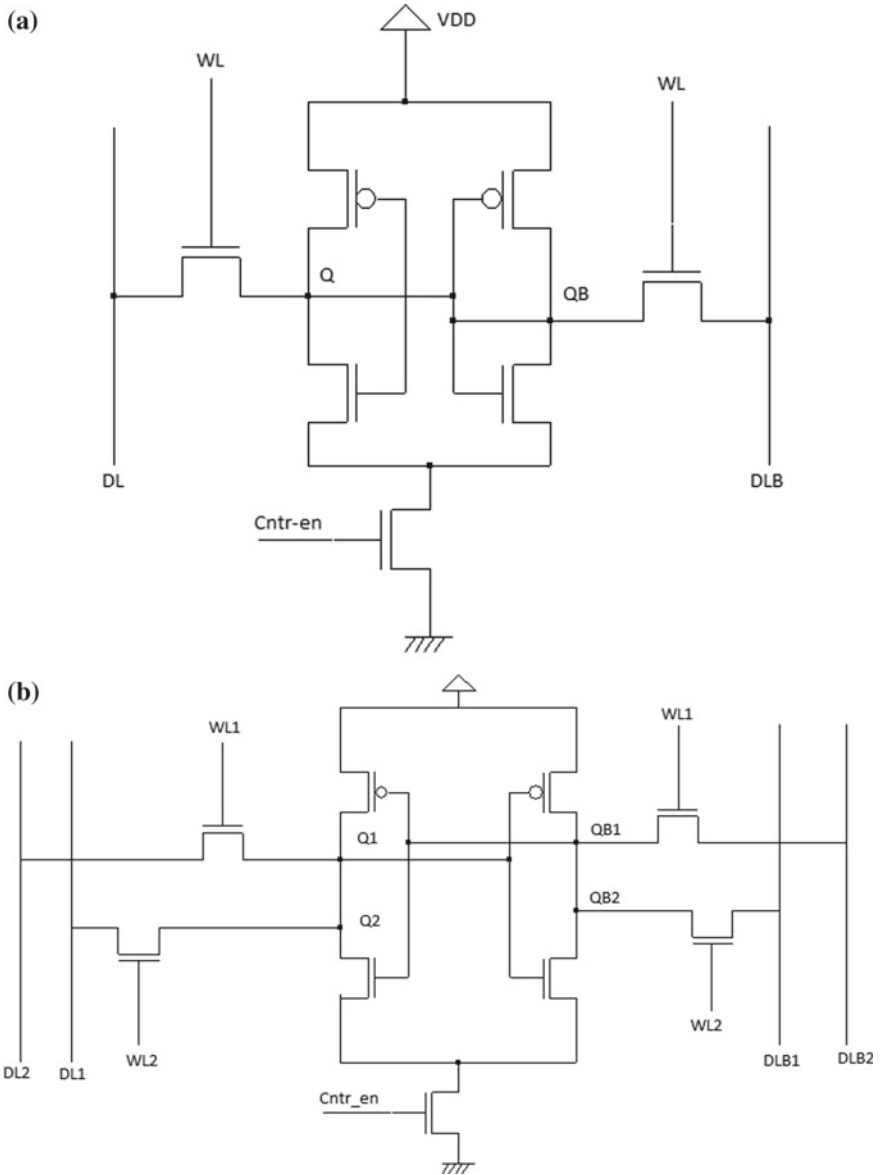 (a)
VDD
WL
WL
Q
QB
DL
DLB
Cntr-en
(b)
WL1
WL1
Q1
QB1
Q2
QB2
WL2
WL2
DL2
DL1
DLB1
DLB2
Cntr_en